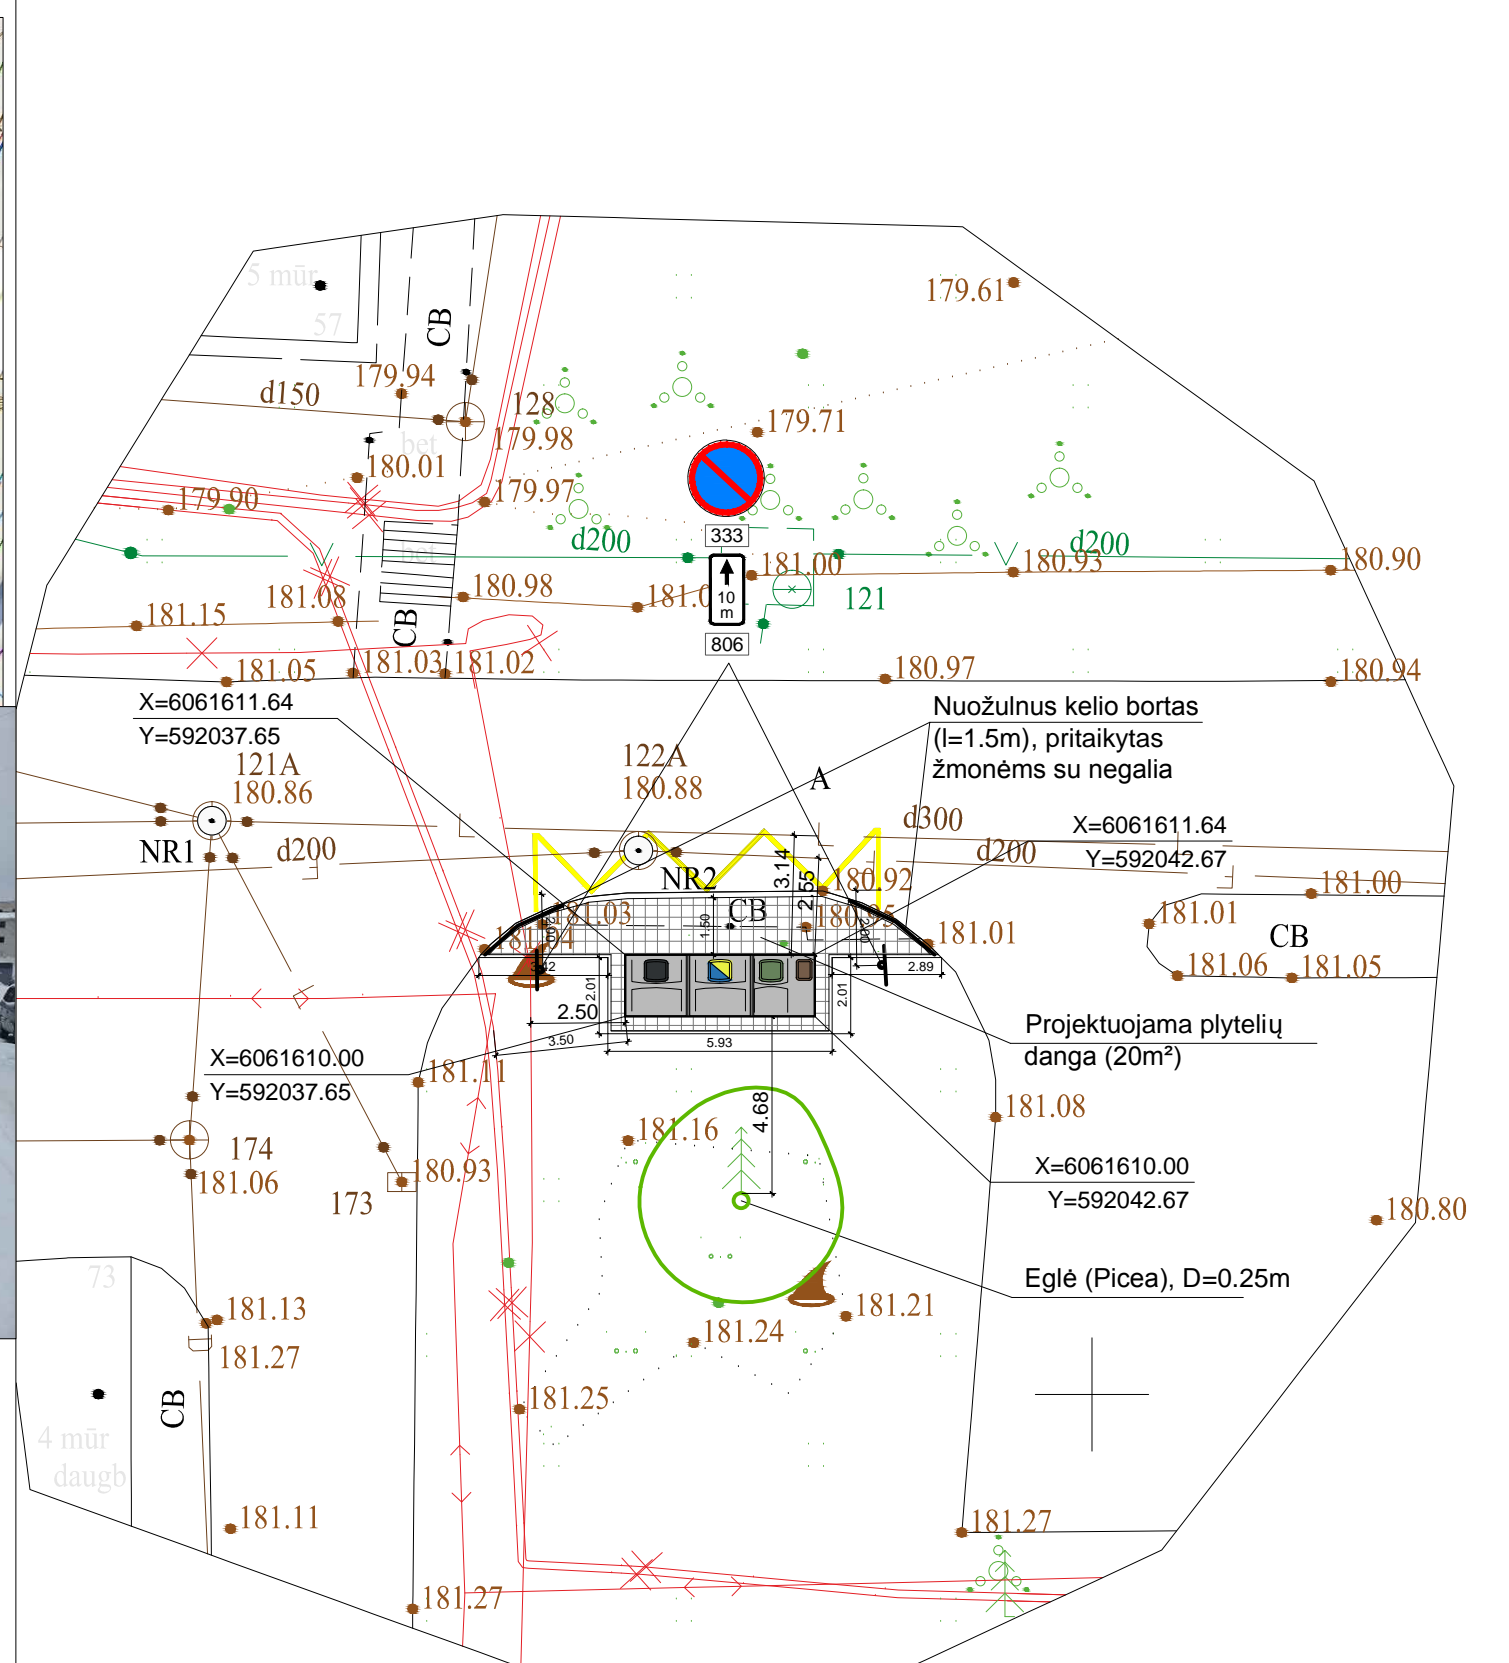 5 mūr
57
CB
179.61
179.94
d150
128
179.98
179.71
bet
180.01
179.97
179.90
333
d200
d200
bet
181.00
180.93
180.90
180.98
10
m
181.08
121
181.15
CB
806
181.05
181.03
181.02
180.97
180.94
X=6061611.64
Y=592037.65
Nuožulnus kelio bortas
(l=1.5m), pritaikytas
žmonėms su negalia
121A
180.86
122A
180.88
A
d300
X=6061611.64
Y=592042.67
NR1
d200
d200
3.14
2.55
NR2
180.92
181.00
181.03
CB
1.50
180.95
181.01
181.01
CB
181.06
181.05
2.89
2.01
2.01
2.50
3.50
5.93
Projektuojama plytelių
danga (20m²)
X=6061610.00
Y=592037.65
181.11
181.08
4.68
181.16
174
181.06
180.93
173
X=6061610.00
Y=592042.67
180.80
73
Eglė (Picea), D=0.25m
181.13
181.21
181.24
181.27
181.25
CB
4 mūr
daugb
181.11
181.27
181.27